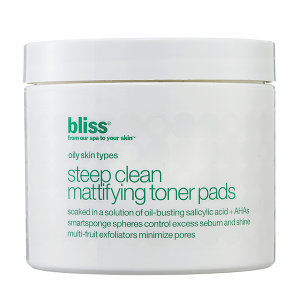 bliss®
from our spa to your skin™
oily skin types
steep clean
mattifying toner pads
soaked in a solution of oil-busting salicylic acid + AHAs
smartsponge spheres control excess sebum and shine
multi-fruit exfoliators minimize pores